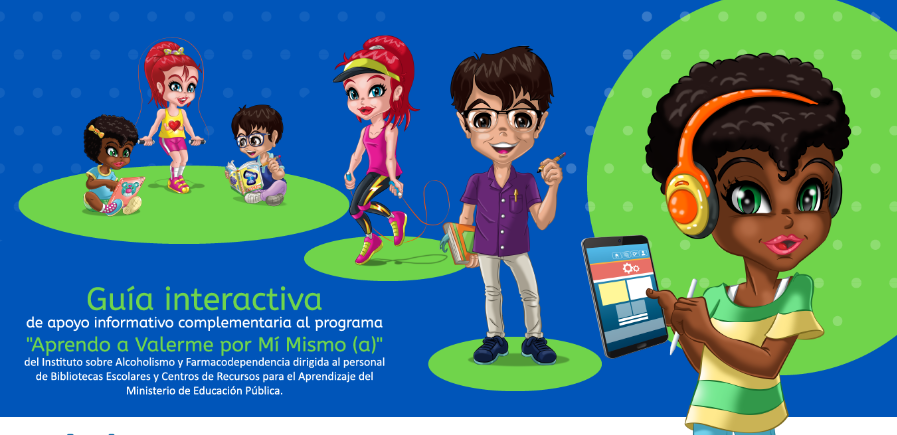 Guía interactiva
de apoyo informativo complementaria al programa
"Aprendo a Valerme por Mí Mismo (a)"
del Instituto sobre Alcoholismo y Farmacodependencia dirigida al personal
de Bibliotecas Escolares y Centros de Recursos para el Aprendizaje del
Ministerio de Educación Pública.